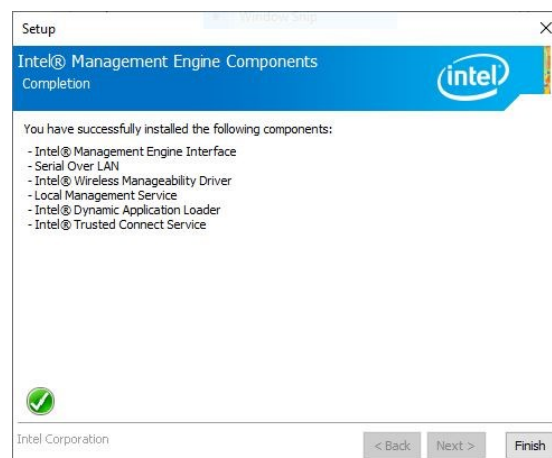 Window Snip
Setup
Intel® Management Engine Components
Completion
intel®
You have successfully installed the following components:
- Intel® Management Engine Interface
- Serial Over LAN
- Intel® Wireless Manageability Driver
- Local Management Service
- Intel® Dynamic Application Loader
- Intel® Trusted Connect Service
Intel Corporation
< Back Next > Finish